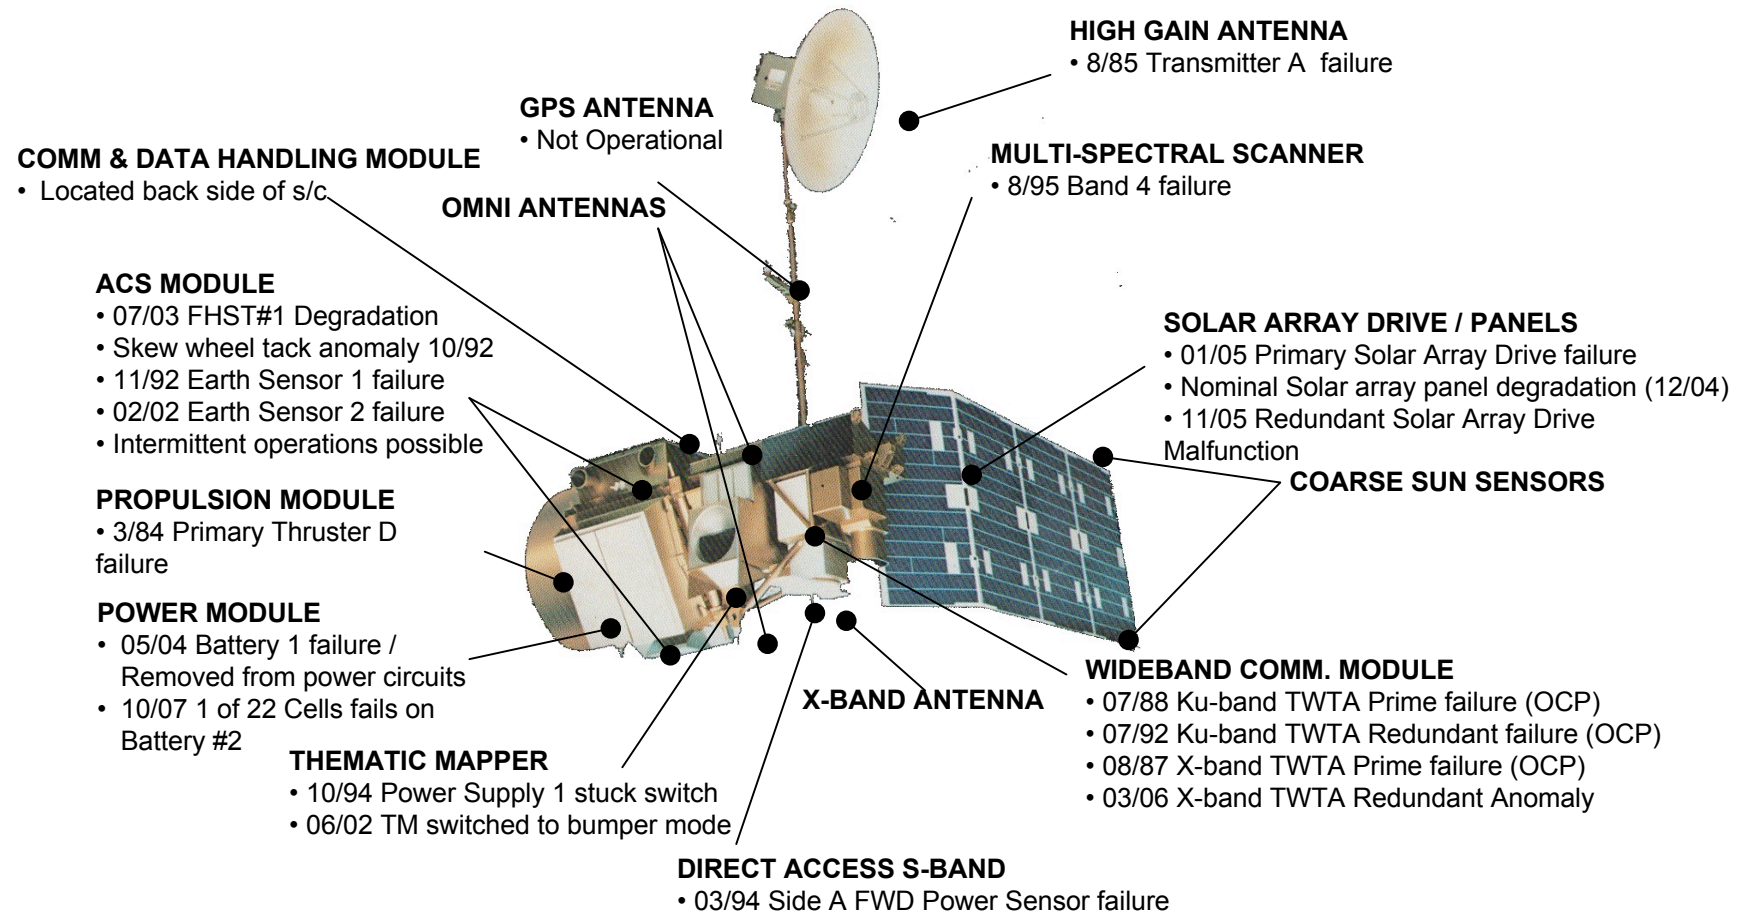 HIGH GAIN ANTENNA
• 8/85 Transmitter A failure
GPS ANTENNA
• Not Operational
COMM & DATA HANDLING MODULE
• Located back side of s/c
MULTI-SPECTRAL SCANNER
• 8/95 Band 4 failure
OMNI ANTENNAS
ACS MODULE
• 07/03 FHST#1 Degradation
• Skew wheel tack anomaly 10/92
• 11/92 Earth Sensor 1 failure
• 02/02 Earth Sensor 2 failure
• Intermittent operations possible
SOLAR ARRAY DRIVE / PANELS
• 01/05 Primary Solar Array Drive failure
• Nominal Solar array panel degradation (12/04)
• 11/05 Redundant Solar Array Drive
Malfunction
COARSE SUN SENSORS
PROPULSION MODULE
• 3/84 Primary Thruster D
failure
POWER MODULE
• 05/04 Battery 1 failure /
Removed from power circuits
• 10/07 1 of 22 Cells fails on
Battery #2
WIDEBAND COMM. MODULE
• 07/88 Ku-band TWTA Prime failure (OCP)
• 07/92 Ku-band TWTA Redundant failure (OCP)
• 08/87 X-band TWTA Prime failure (OCP)
• 03/06 X-band TWTA Redundant Anomaly
X-BAND ANTENNA
THEMATIC MAPPER
• 10/94 Power Supply 1 stuck switch
• 06/02 TM switched to bumper mode
DIRECT ACCESS S-BAND
• 03/94 Side A FWD Power Sensor failure